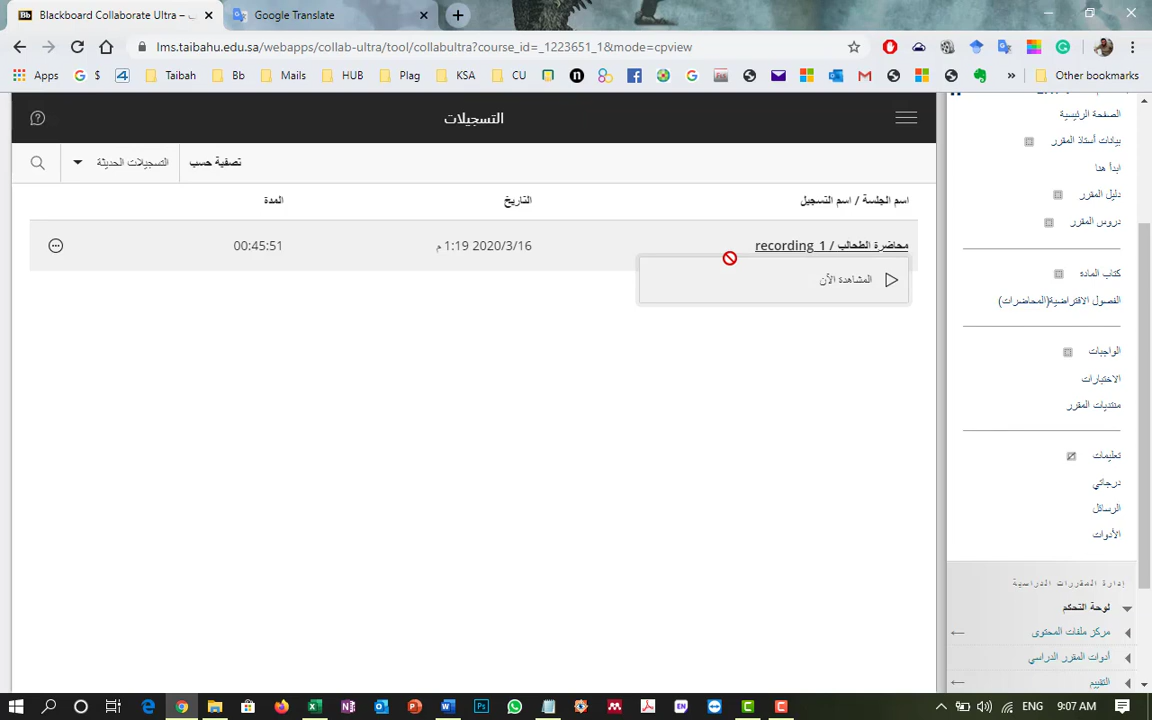 Blackboard Collaborate Ultra –
Google Translate
lms.taibahu.edu.sa/webapps/collab-ultra/tool/collabultra?course_id=_1223651_1&mode=cpview
Apps
$
Taibah
Bb
Mails
HUB
Plag
KSA
CU
Other bookmarks
التسجيلات
تصفية حسب
التسجيلات الحديثة
اسم الجلسة / اسم التسجيل
التاريخ
المدة
محاضرة الطحالب / recording_1
2020/3/16 1:19 م
00:45:51
المشاهدة الأن
الصفحة الرئيسية
بيانات أستاذ المقرر
ابدأ هنا
دليل المقرر
دروس المقرر
كتاب المادة
الفصول الافتراضية(المحاضرات)
الواجبات
الاختبارات
منتديات المقرر
تعليمات
درجاتي
الرسائل
الأدوات
إدارة المقررات الدراسية
لوحة التحكم
مركز ملفات المحتوى
أدوات المقرر الدراسي
التقييم
ENG
9:07 AM